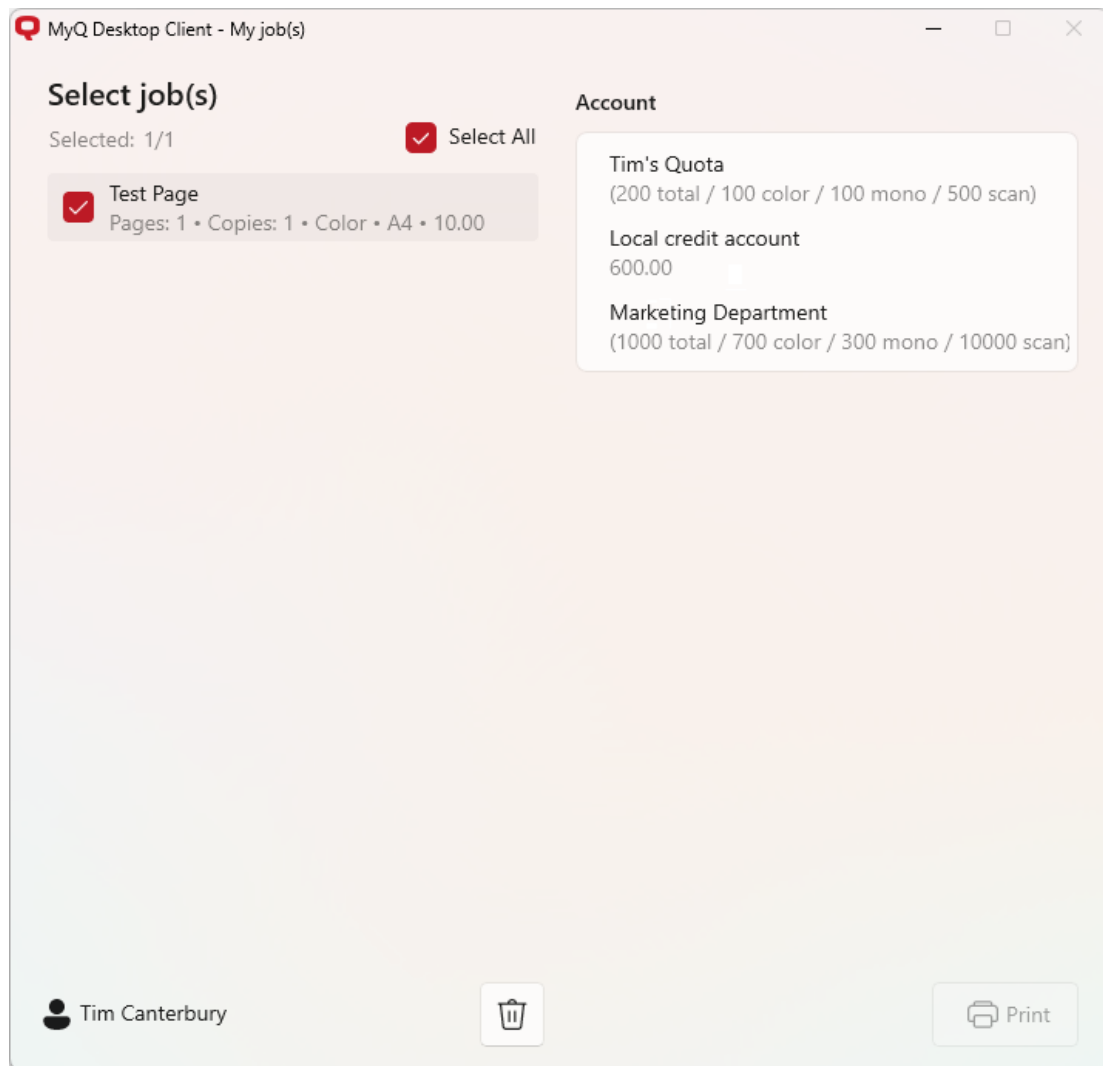 MyQ Desktop Client - My job(s)
Select job(s)
Selected: 1/1
Select All
Test Page
Pages: 1 • Copies: 1 • Color • A4 • 10.00
Account
Tim's Quota
(200 total / 100 color / 100 mono / 500 scan)
Local credit account
600.00
Marketing Department
(1000 total / 700 color / 300 mono / 10000 scan)
Tim Canterbury
Print